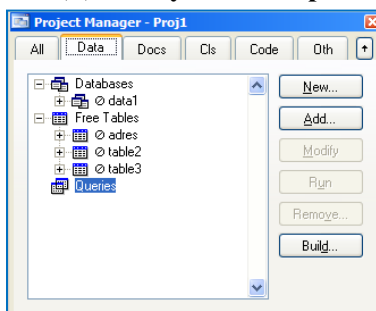 Project Manager - Proj1
All Data Docs Cls Code Oth
Databases
data1
Free Tables
adres
table2
table3
Queries
New...
Add...
Modify
Run
Remove...
Build...